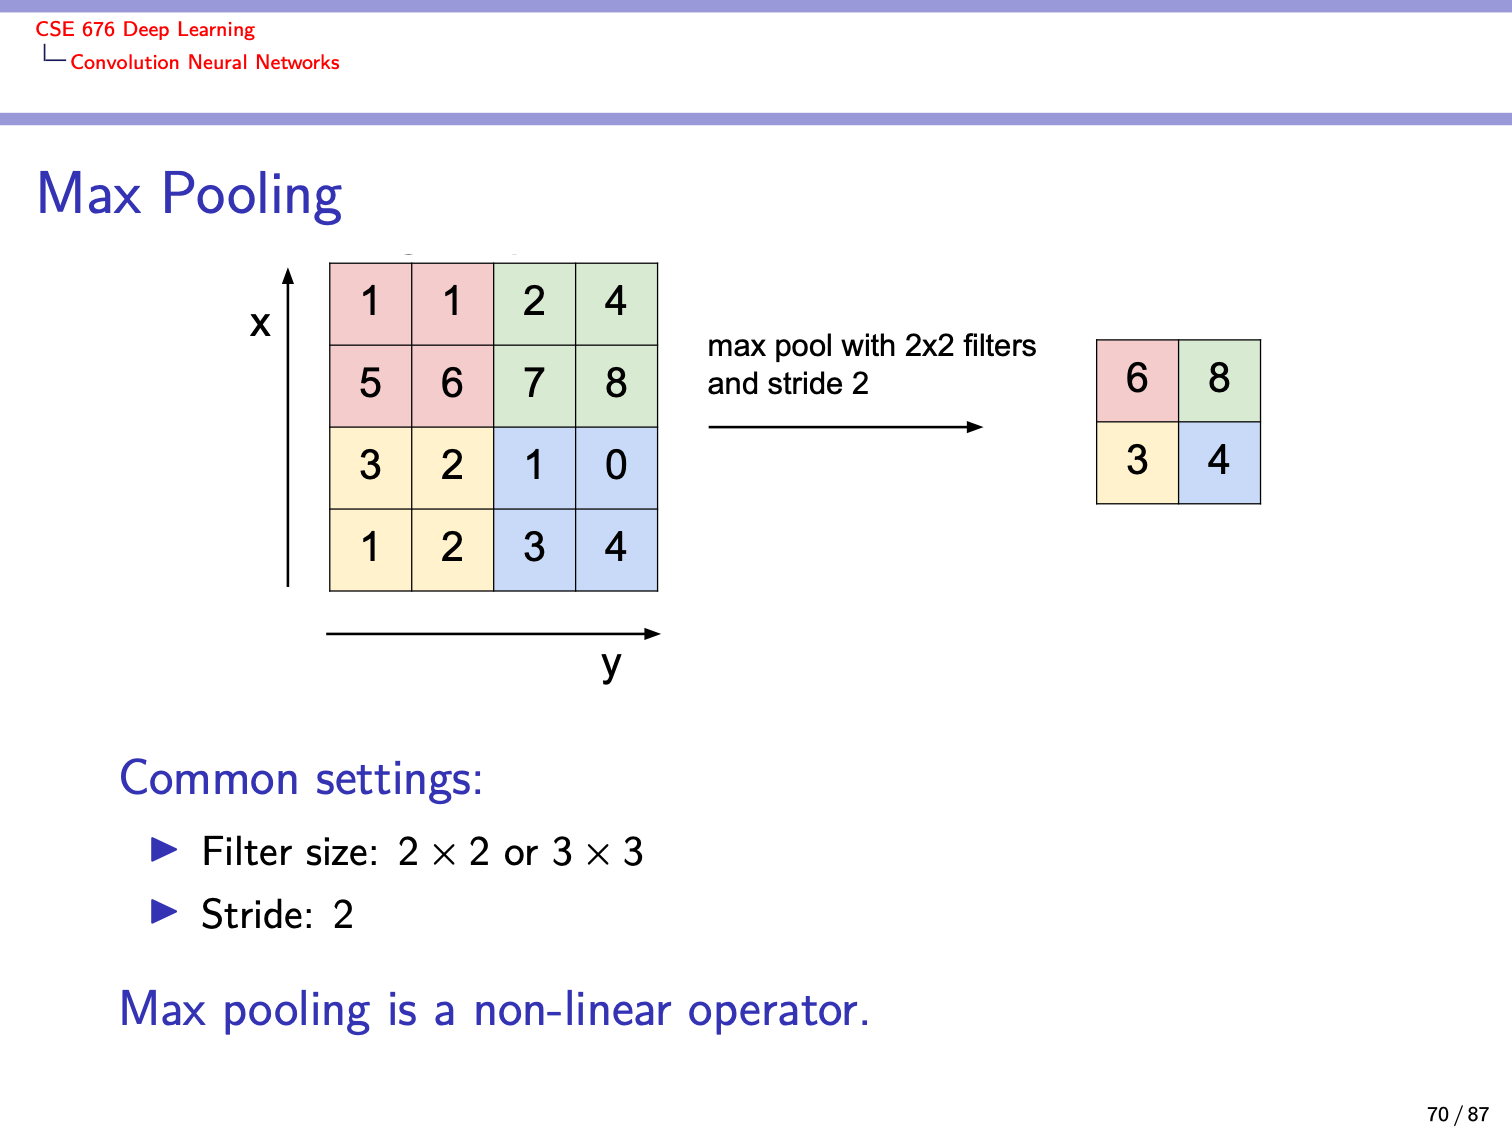 CSE 676 Deep Learning
Convolution Neural Networks
Max Pooling
x
1 1 2 4
5 6 7 8
3 2 1 0
1 2 3 4
y
max pool with 2x2 filters
and stride 2
6 8
3 4
Common settings:
▶ Filter size: 2 × 2 or 3 × 3
▶ Stride: 2
Max pooling is a non-linear operator.
70 / 87